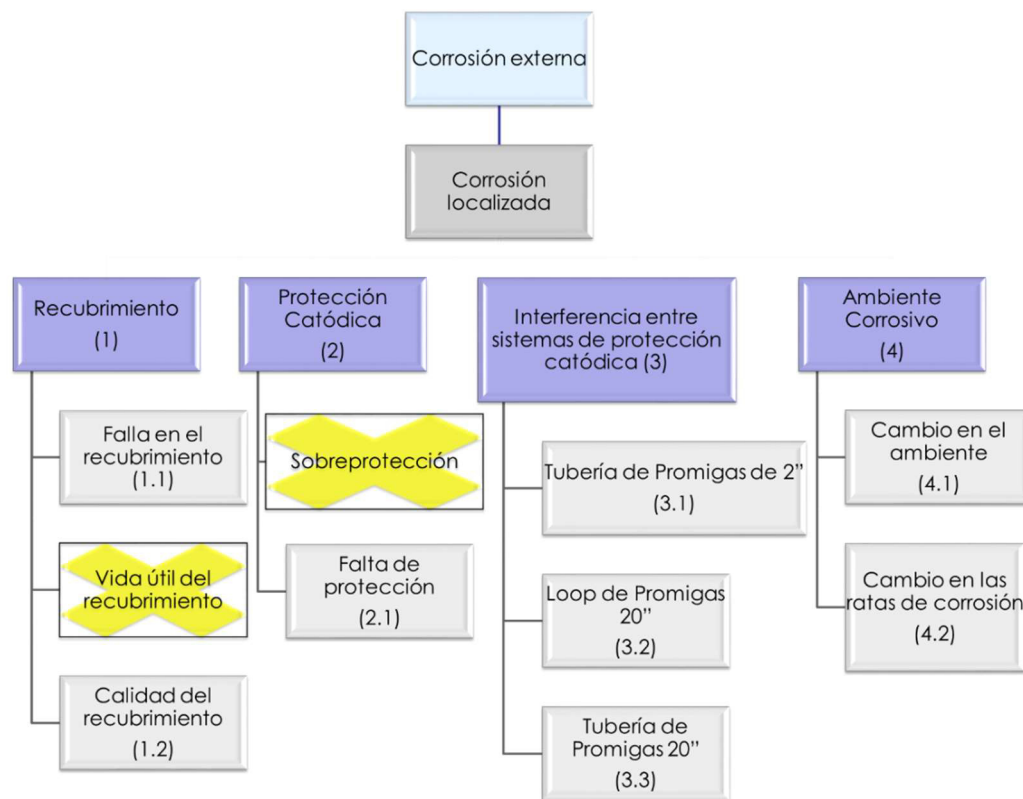 Corrosión externa
Corrosión
localizada
Recubrimiento
(1)
Falla en el
recubrimiento
(1.1)
Vida útil del
recubrimiento
Calidad del
recubrimiento
(1.2)
Protección
Catódica
(2)
Sobreprotección
Falta de
protección
(2.1)
Interferencia entre
sistemas de protección
catódica (3)
Tubería de Promigas de 2”
(3.1)
Loop de Promigas
20”
(3.2)
Tubería de
Promigas 20”
(3.3)
Ambiente
Corrosivo
(4)
Cambio en el
ambiente
(4.1)
Cambio en las
ratas de corrosión
(4.2)